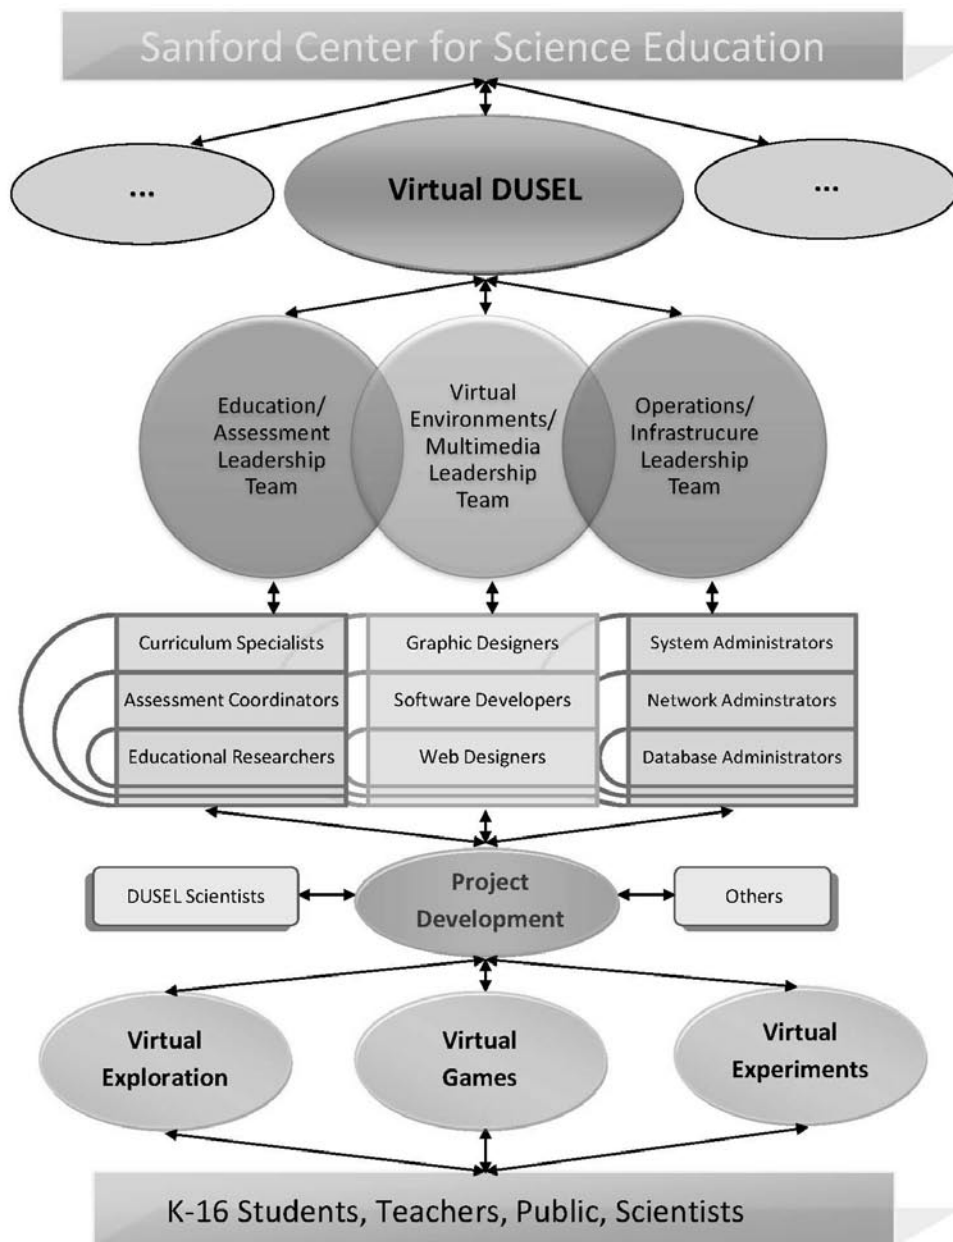 Sanford Center for Science Education
...
Virtual DUSEL
...
Education/
Assessment
Leadership
Team
Virtual
Environments/
Multimedia
Leadership
Team
Operations/
Infrastrucure
Leadership
Team
Curriculum Specialists
Assessment Coordinators
Educational Researchers
Graphic Designers
Software Developers
Web Designers
System Administrators
Network Adminstrators
Database Administrators
DUSEL Scientists
Project
Development
Others
Virtual
Exploration
Virtual
Games
Virtual
Experiments
K-16 Students, Teachers, Public, Scientists